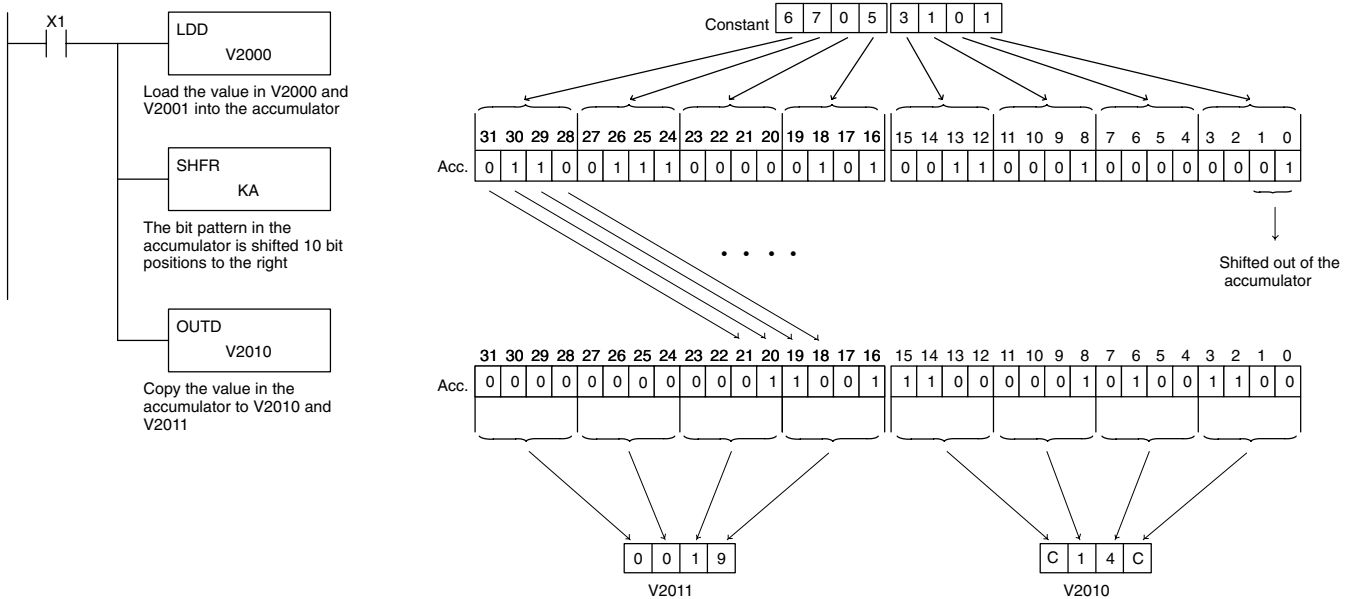 X1
LDD
V2000
Load the value in V2000 and
V2001 into the accumulator
SHFR
KA
The bit pattern in the
accumulator is shifted 10 bit
positions to the right
OUTD
V2010
Copy the value in the
accumulator to V2010 and
V2011
Constant 6 7 0 5 3 1 0 1
31 30 29 28 27 26 25 24 23 22 21 20 19 18 17 16 15 14 13 12 11 10 9 8 7 6 5 4 3 2 1 0
Acc. 0 1 1 0 0 1 1 1 0 0 0 0 0 1 0 1 0 0 1 1 0 0 0 1 0 0 0 0 0 0 0 1
Shifted out of the
accumulator
31 30 29 28 27 26 25 24 23 22 21 20 19 18 17 16 15 14 13 12 11 10 9 8 7 6 5 4 3 2 1 0
Acc. 0 0 0 0 0 0 0 0 0 0 0 1 1 0 0 1 1 1 0 0 0 0 0 1 0 1 0 0 1 1 0 0
0 0 1 9 C 1 4 C
V2011 V2010